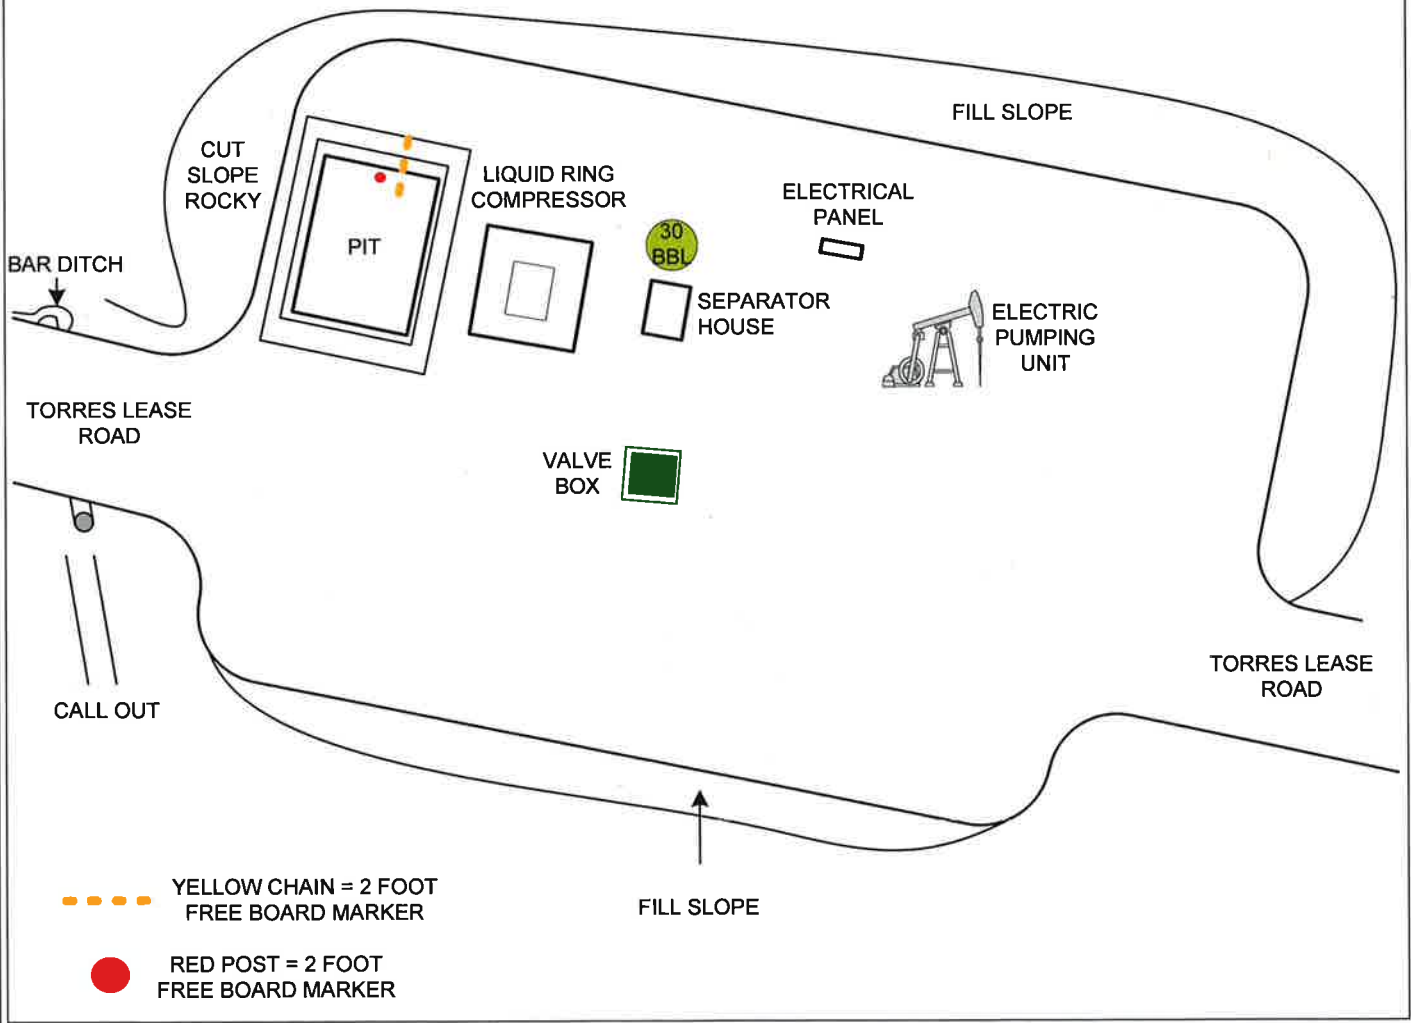 FILL SLOPE
CUT
SLOPE
ROCKY
LIQUID RING
COMPRESSOR
ELECTRICAL
PANEL
30
BBL
PIT
BAR DITCH
SEPARATOR
HOUSE
ELECTRIC
PUMPING
UNIT
TORRES LEASE
ROAD
VALVE
BOX
TORRES LEASE
ROAD
CALL OUT
YELLOW CHAIN = 2 FOOT
FREE BOARD MARKER
FILL SLOPE
RED POST = 2 FOOT
FREE BOARD MARKER